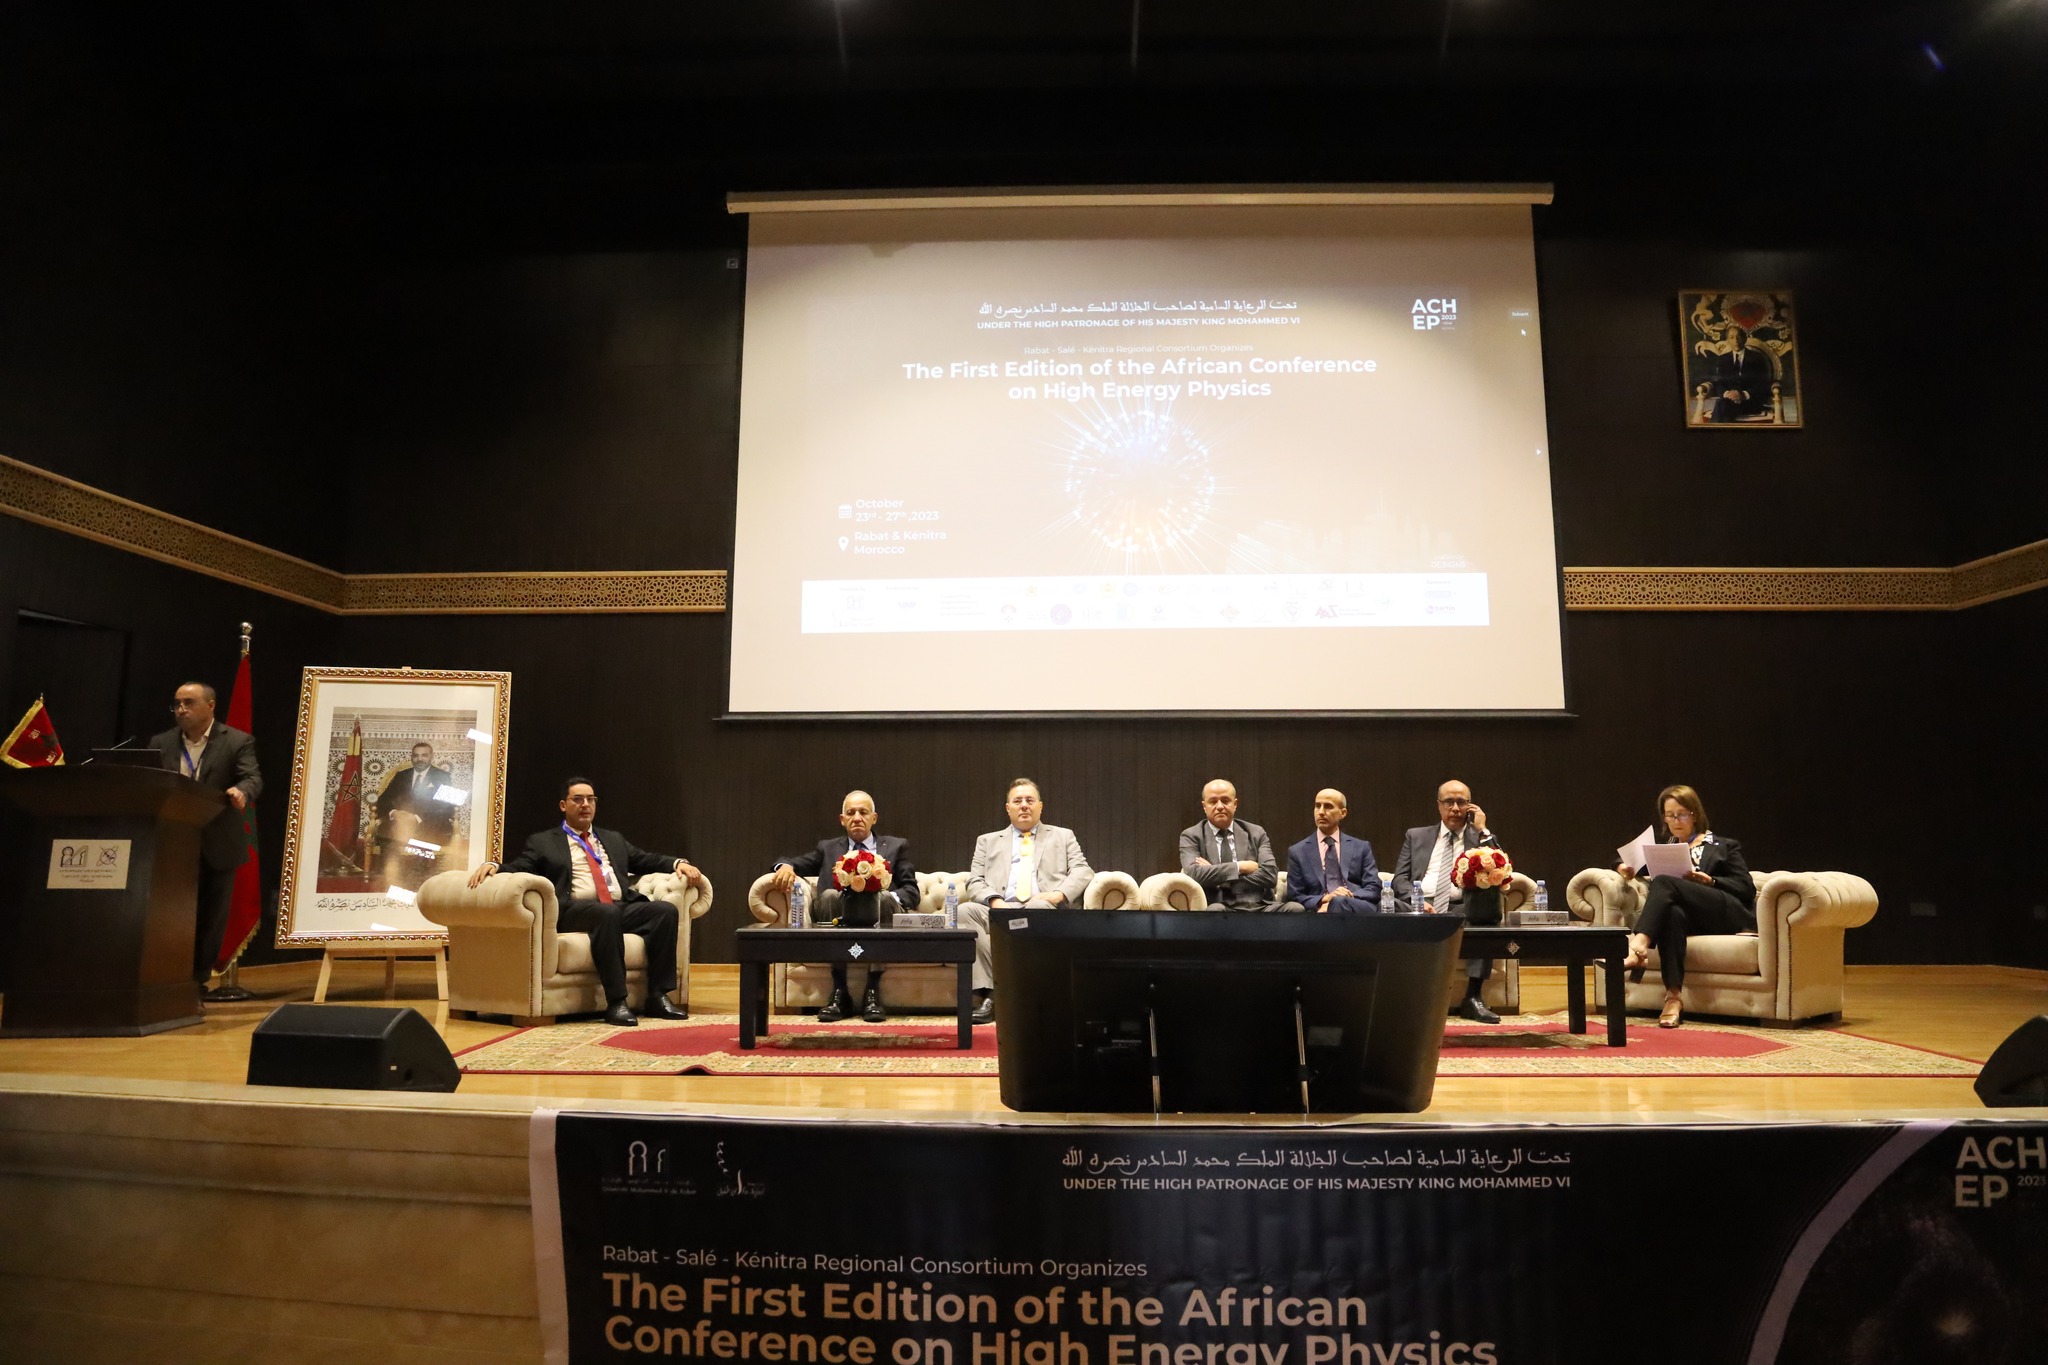 تحت الرعاية السامية لصاحب الجلالة الملك محمد السادس نصره الله
UNDER THE HIGH PATRONAGE OF HIS MAJESTY KING MOHAMMED VI
ACH
EP 2023
Rabat - Salé - Kénitra Regional Consortium Organizes
The First Edition of the African Conference
on High Energy Physics
October
23rd - 27th, 2023
Rabat & Kénitra
Morocco
تحت الرعاية السامية لصاحب الجلالة الملك محمد السادس نصره الله
UNDER THE HIGH PATRONAGE OF HIS MAJESTY KING MOHAMMED VI
ACH
EP 2023
Rabat - Salé - Kénitra Regional Consortium Organizes
The First Edition of the African
Conference on High Energy Physics